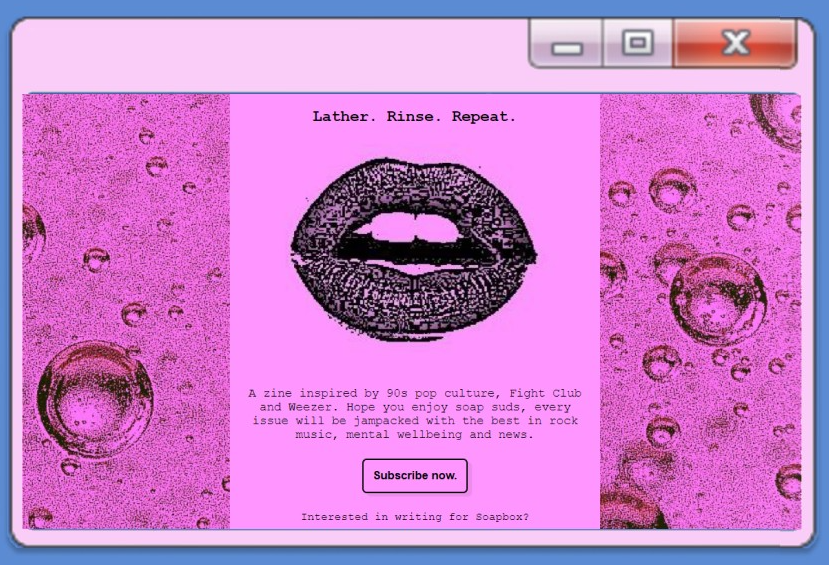 Lather. Rinse. Repeat.
A zine inspired by 90s pop culture, Fight Club
and Weezer. Hope you enjoy soap suds, every
issue will be jampacked with the best in rock
music, mental wellbeing and news.
Subscribe now.
Interested in writing for Soapbox?